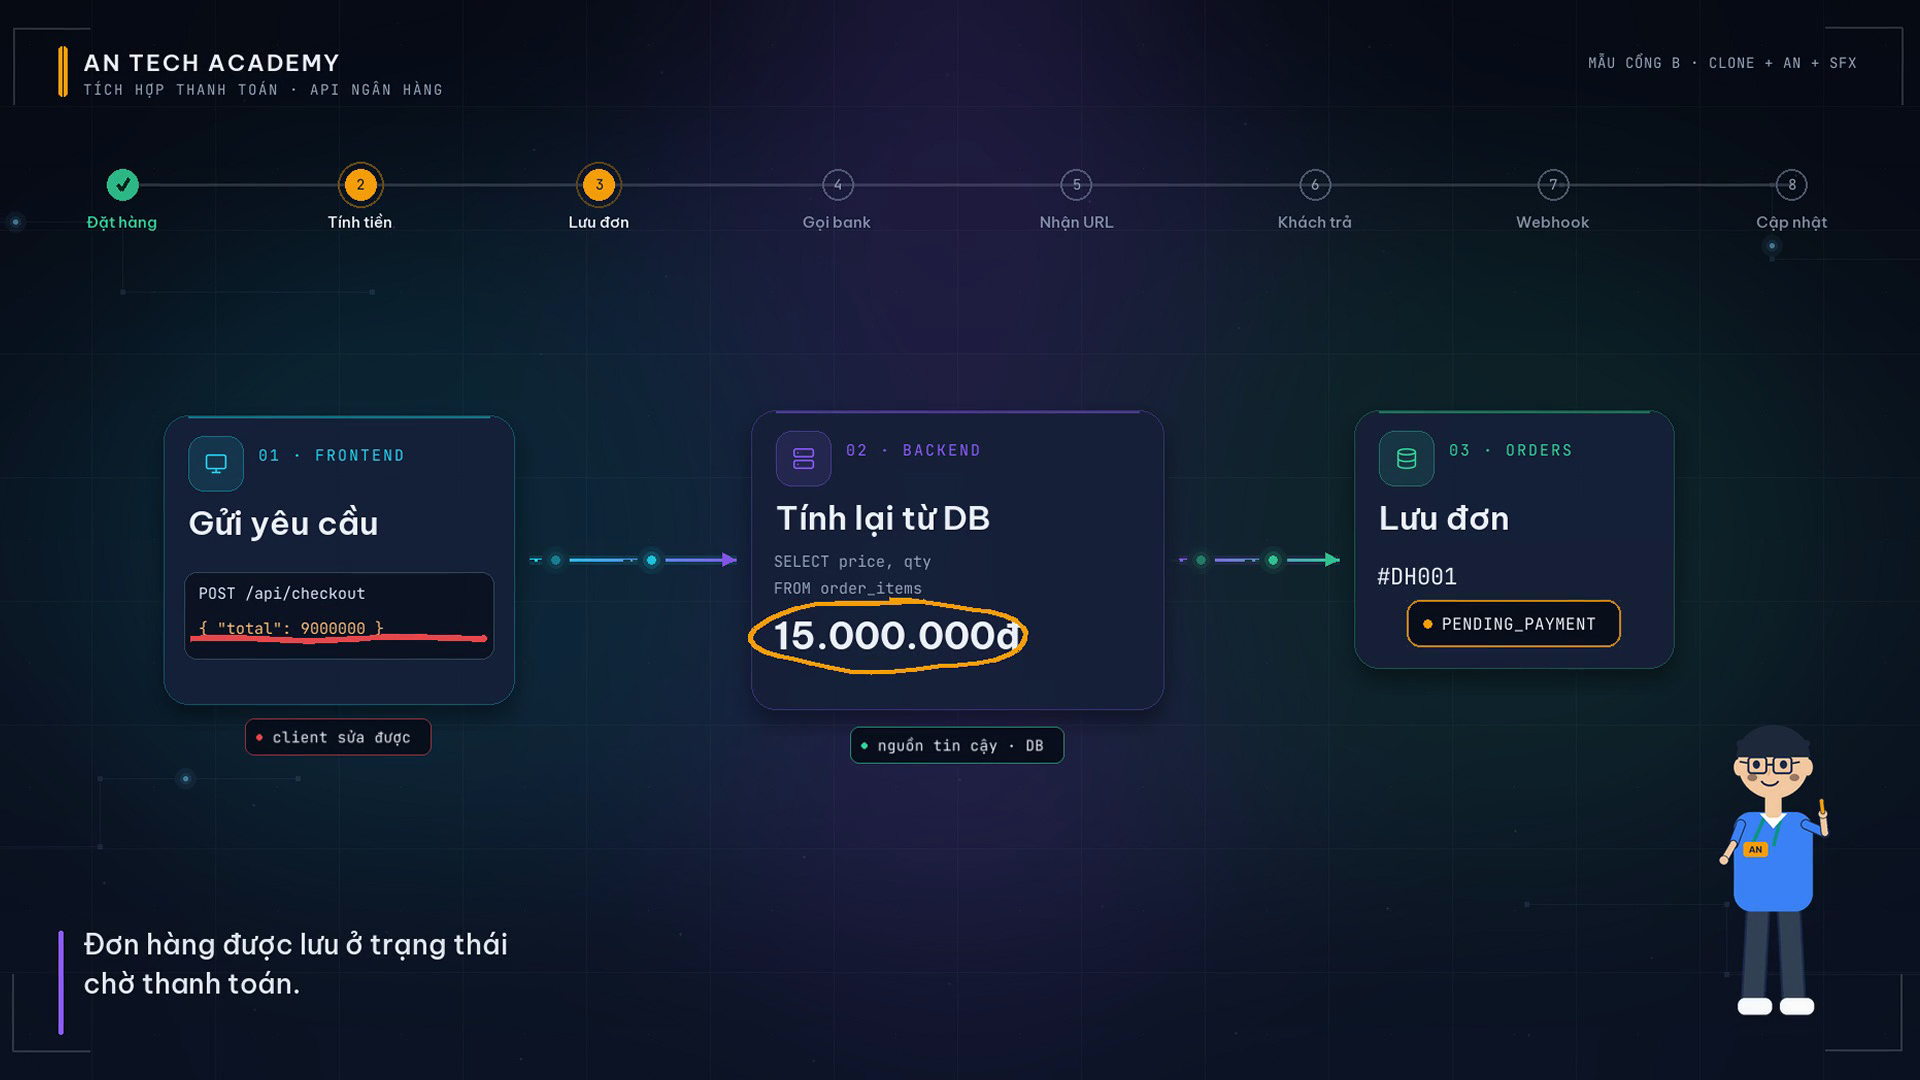 AN TECH ACADEMY
TÍCH HỢP THANH TOÁN · API NGÂN HÀNG
MẪU CỔNG B · CLONE + AN + SFX
2
3
4
5
6
7
8
Đặt hàng
Tính tiền
Lưu đơn
Gọi bank
Nhận URL
Khách trả
Webhook
Cập nhật
01 · FRONTEND
Gửi yêu cầu
POST /api/checkout
{ "total": 9000000 }
client sửa được
02 · BACKEND
Tính lại từ DB
SELECT price, qty
FROM order_items
15.000.000đ
nguồn tin cậy · DB
03 · ORDERS
Lưu đơn
#DH001
PENDING_PAYMENT
AN
Đơn hàng được lưu ở trạng thái
chờ thanh toán.